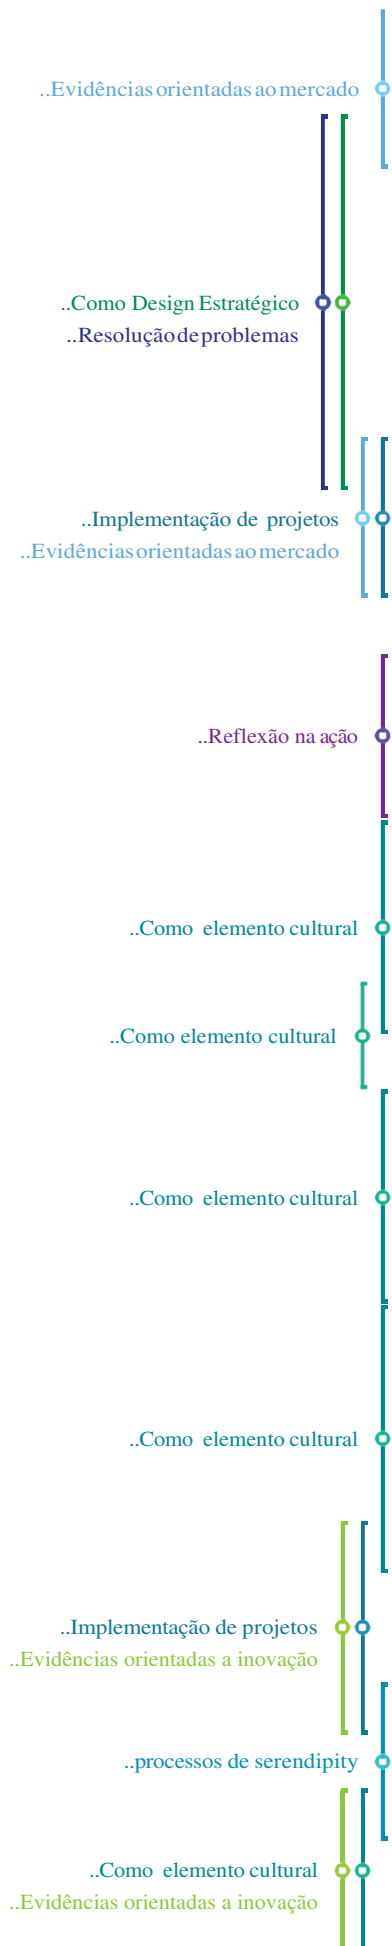 ..Evidências orientadas ao mercado
..Como Design Estratégico
..Resolução de problemas
..Implementação de projetos
..Evidências orientadas ao mercado
..Reflexão na ação
..Como elemento cultural
..Como elemento cultural
..Como elemento cultural
..Como elemento cultural
..Implementação de projetos
..Evidências orientadas a inovação
..processos de serendipity
..Como elemento cultural
..Evidências orientadas a inovação